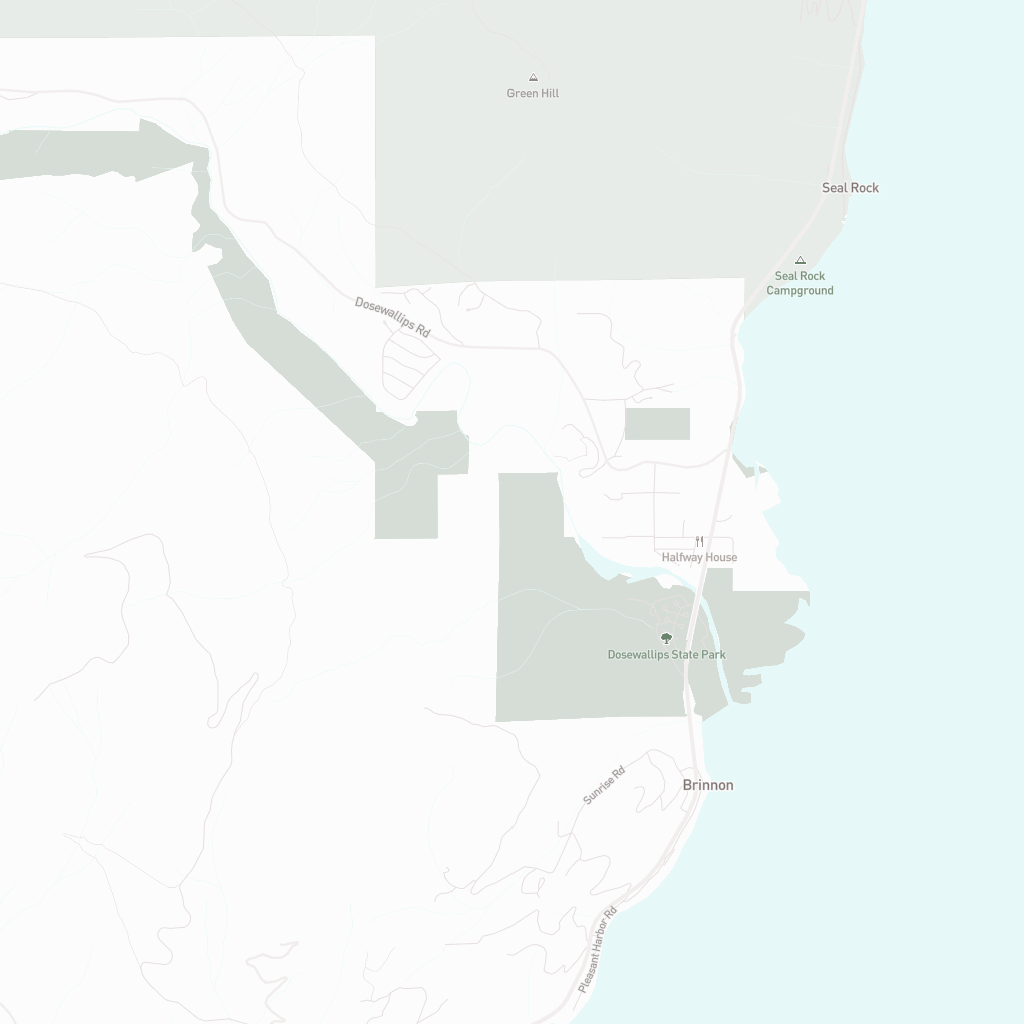 Green Hill
Seal Rock
Seal Rock
Campground
Dosewallips Rd
Halfway House
Dosewallips State Park
Sunrise Rd
Brinnon
Pleasant Harbor Rd